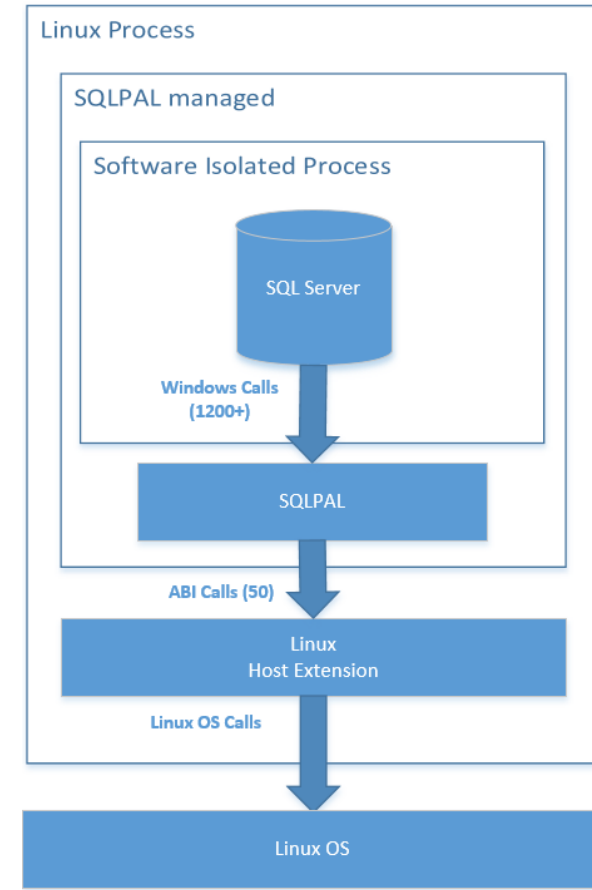 Linux Process
SQLPAL managed
Software Isolated Process
SQL Server
Windows Calls
(1200+)
SQLPAL
ABI Calls (50)
Linux
Host Extension
Linux OS Calls
Linux OS